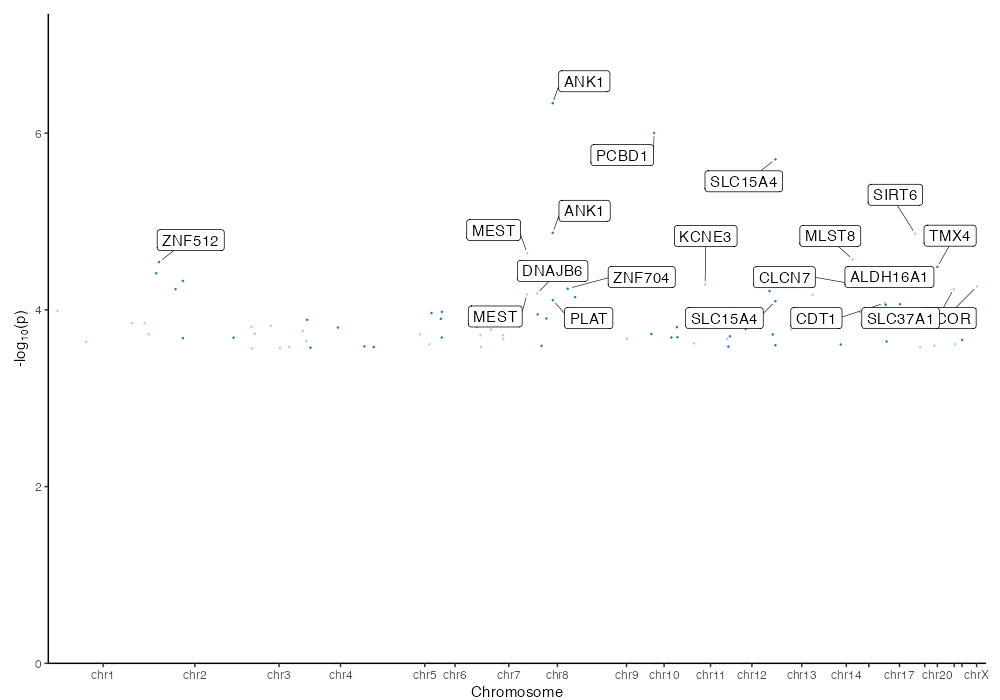 ANK1
6
PCBD1
SLC15A4
SIRT6
ANK1
MEST
KCNE3
MLST8
TMX4
ZNF512
DNAJB6
ZNF704
CLCN7
ALDH16A1
4
MEST
PLAT
SLC15A4
CDT1
SLC37A1
COR
-log10(p)
2
0
chr1 chr2 chr3 chr4 chr5 chr6 chr7 chr8 chr9 chr10 chr11 chr12 chr13 chr14 chr17 chr20 chrX
Chromosome